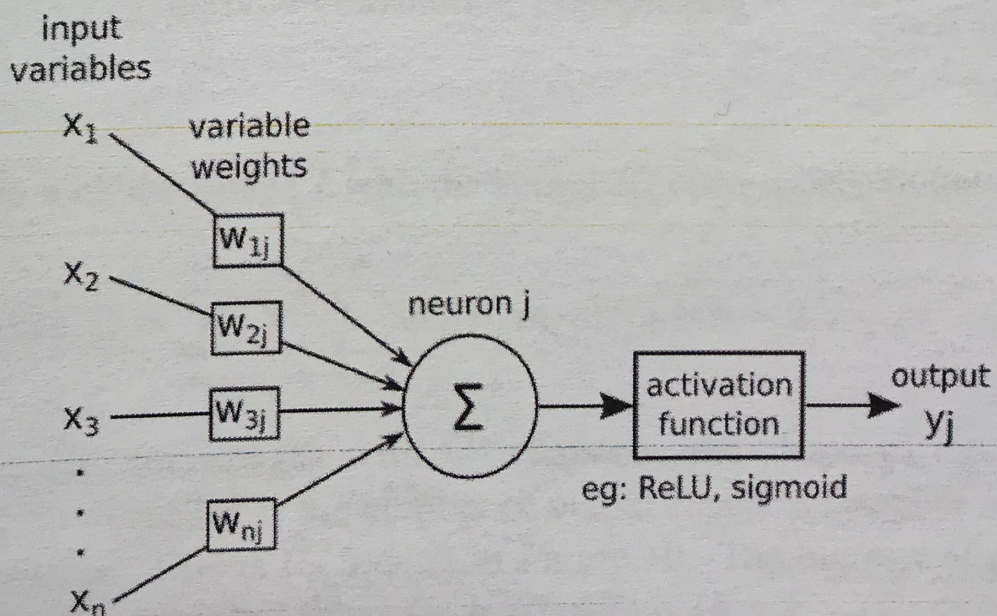 input
variables
X₁
variable
weights
W₁ⱼ
X₂
W₂ⱼ
neuron j
Σ
activation
function
output
yⱼ
eg: ReLU, sigmoid
X₃
W₃ⱼ
Wₙⱼ
Xₙ